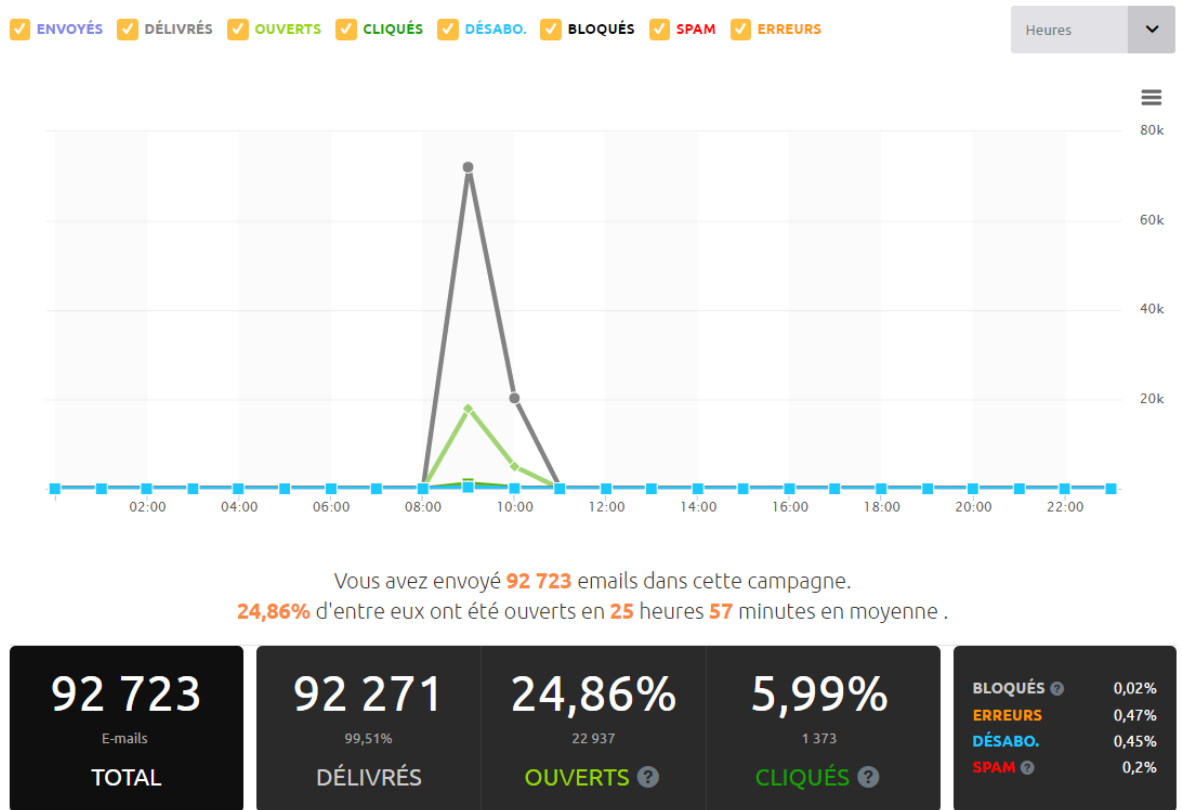 ENVOYÉS DÉLIVRÉS OUVERTS CLIQUÉS DÉSABO. BLOQUÉS SPAM ERREURS
Heures
80k
60k
40k
20k
02:00 04:00 06:00 08:00 10:00 12:00 14:00 16:00 18:00 20:00 22:00
Vous avez envoyé 92 723 emails dans cette campagne.
24,86% d'entre eux ont été ouverts en 25 heures 57 minutes en moyenne .
92 723
E-mails
TOTAL
92 271
99,51%
DÉLIVRÉS
24,86%
22 937
OUVERTS ?
5,99%
1 373
CLIQUÉS ?
BLOQUÉS ? 0,02%
ERREURS 0,47%
DÉSABO. 0,45%
SPAM ? 0,2%